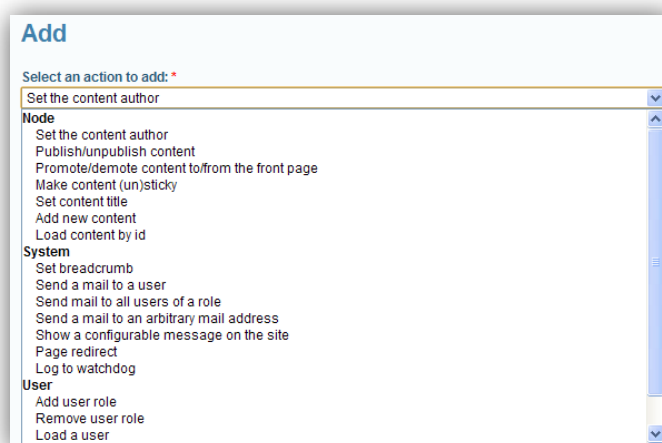 Add
Select an action to add: *
Set the content author
Node
Set the content author
Publish/unpublish content
Promote/demote content to/from the front page
Make content (un)sticky
Set content title
Add new content
Load content by id
System
Set breadcrumb
Send a mail to a user
Send mail to all users of a role
Send a mail to an arbitrary mail address
Show a configurable message on the site
Page redirect
Log to watchdog
User
Add user role
Remove user role
Load a user